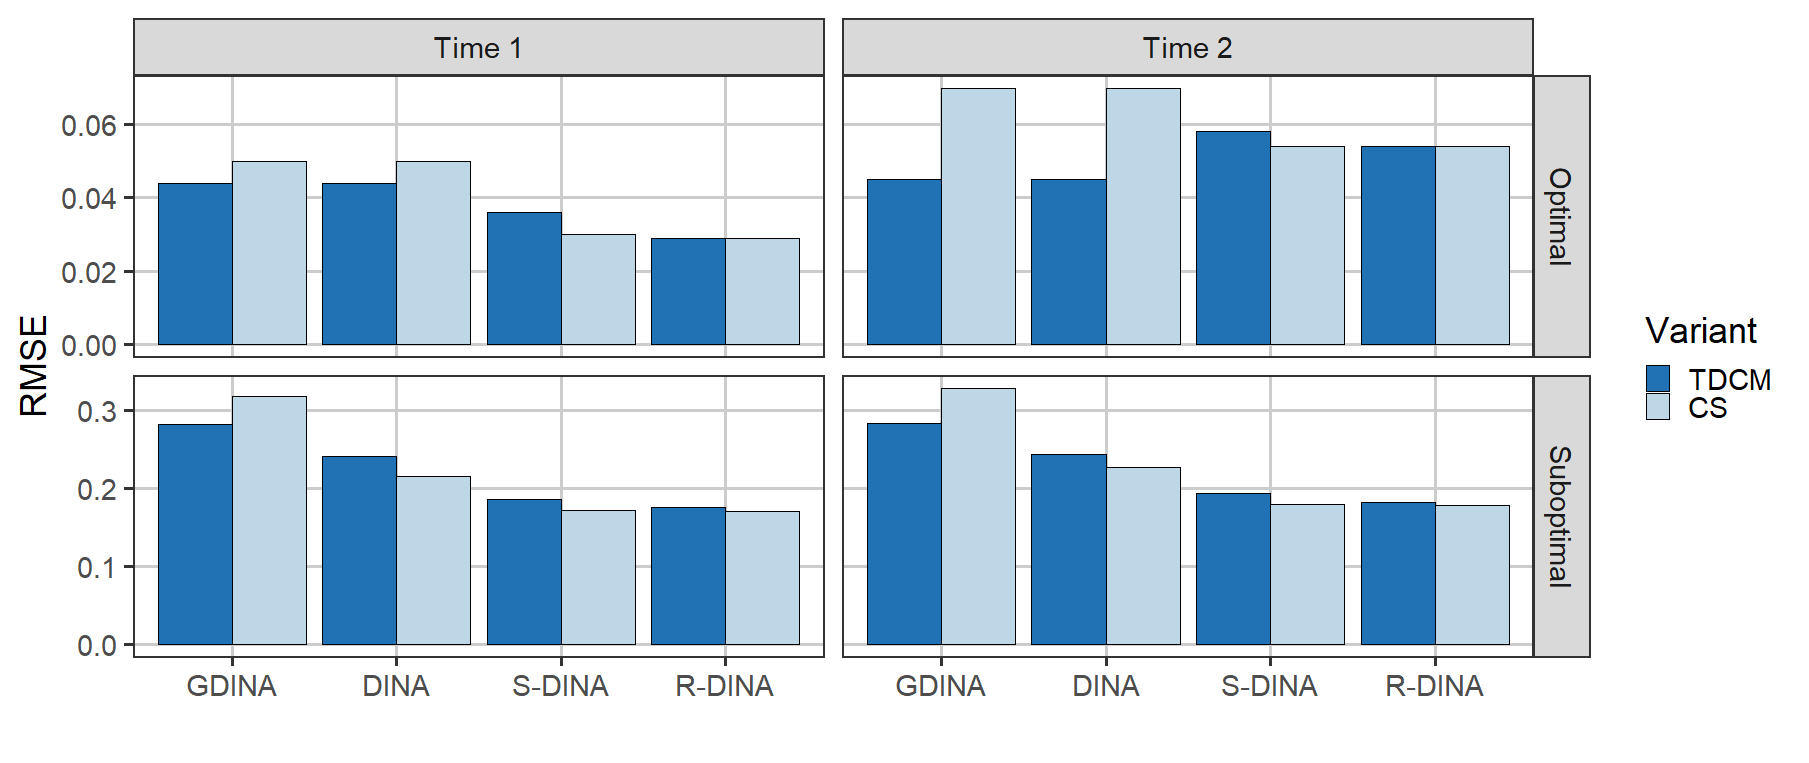 Time 1
Time 2
RMSE
0.06
0.04
0.02
0.00
Optimal
0.3
0.2
0.1
0.0
Suboptimal
GDINA
DINA
S-DINA
R-DINA
GDINA
DINA
S-DINA
R-DINA
Variant
TDCM
CS